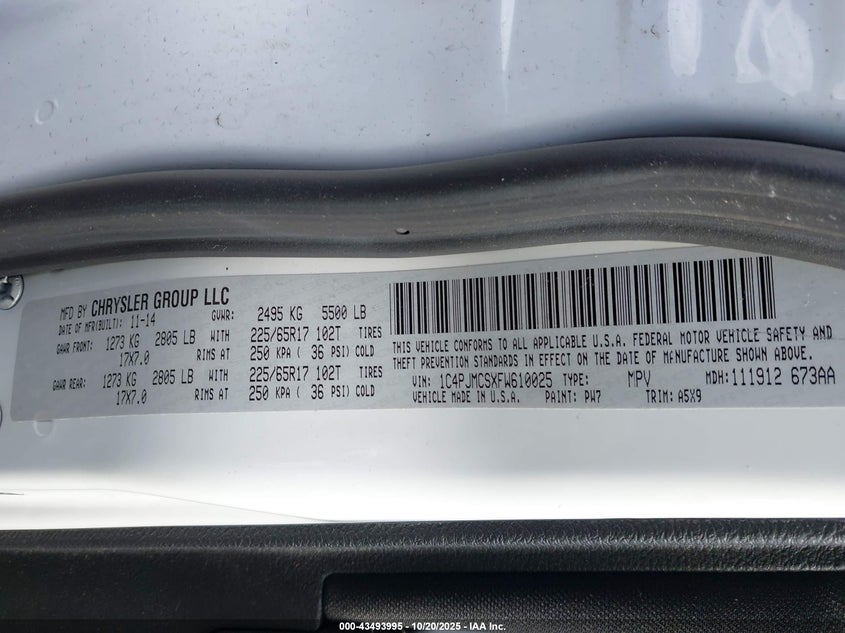 MFD BY CHRYSLER GROUP LLC
DATE OF MFR(BUILT): 11-14
GVWR: 2495 KG 5500 LB
GAWR FRONT: 1273 KG 2805 LB WITH 225/65R17 102T TIRES
17X7.0 RIMS AT 250 KPA ( 36 PSI) COLD
GAWR REAR: 1273 KG 2805 LB WITH 225/65R17 102T TIRES
17X7.0 RIMS AT 250 KPA ( 36 PSI) COLD
THIS VEHICLE CONFORMS TO ALL APPLICABLE U.S.A. FEDERAL MOTOR VEHICLE SAFETY AND
THEFT PREVENTION STANDARDS IN EFFECT ON THE DATE OF MANUFACTURE SHOWN ABOVE.
VIN: 1C4PJMCSXFW610025 TYPE: MPV MDH: 111912 673AA
VEHICLE MADE IN U.S.A. PAINT: PW7 TRIM: A5X9
000-43493995 - 10/20/2025 - IAA Inc.